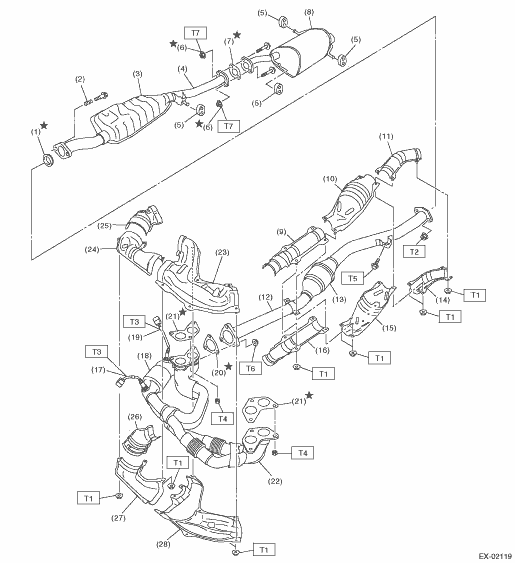 (5)
(8)
T7
★
(6)
★
(7)
(5)
(3)
(4)
(2)
(5)
★
(6)
T7
(5)
★
(1)
(11)
(10)
(25)
(9)
(24)
(23)
T2
T5
(14)
T1
(12)
(13)
★
(21)
T3
(19)
(15)
T1
(16)
T3
(18)
(20)
★
T6
T1
T1
(17)
(21)
★
T4
(26)
T4
T1
(22)
T1
(27)
(28)
T1
EX-02119